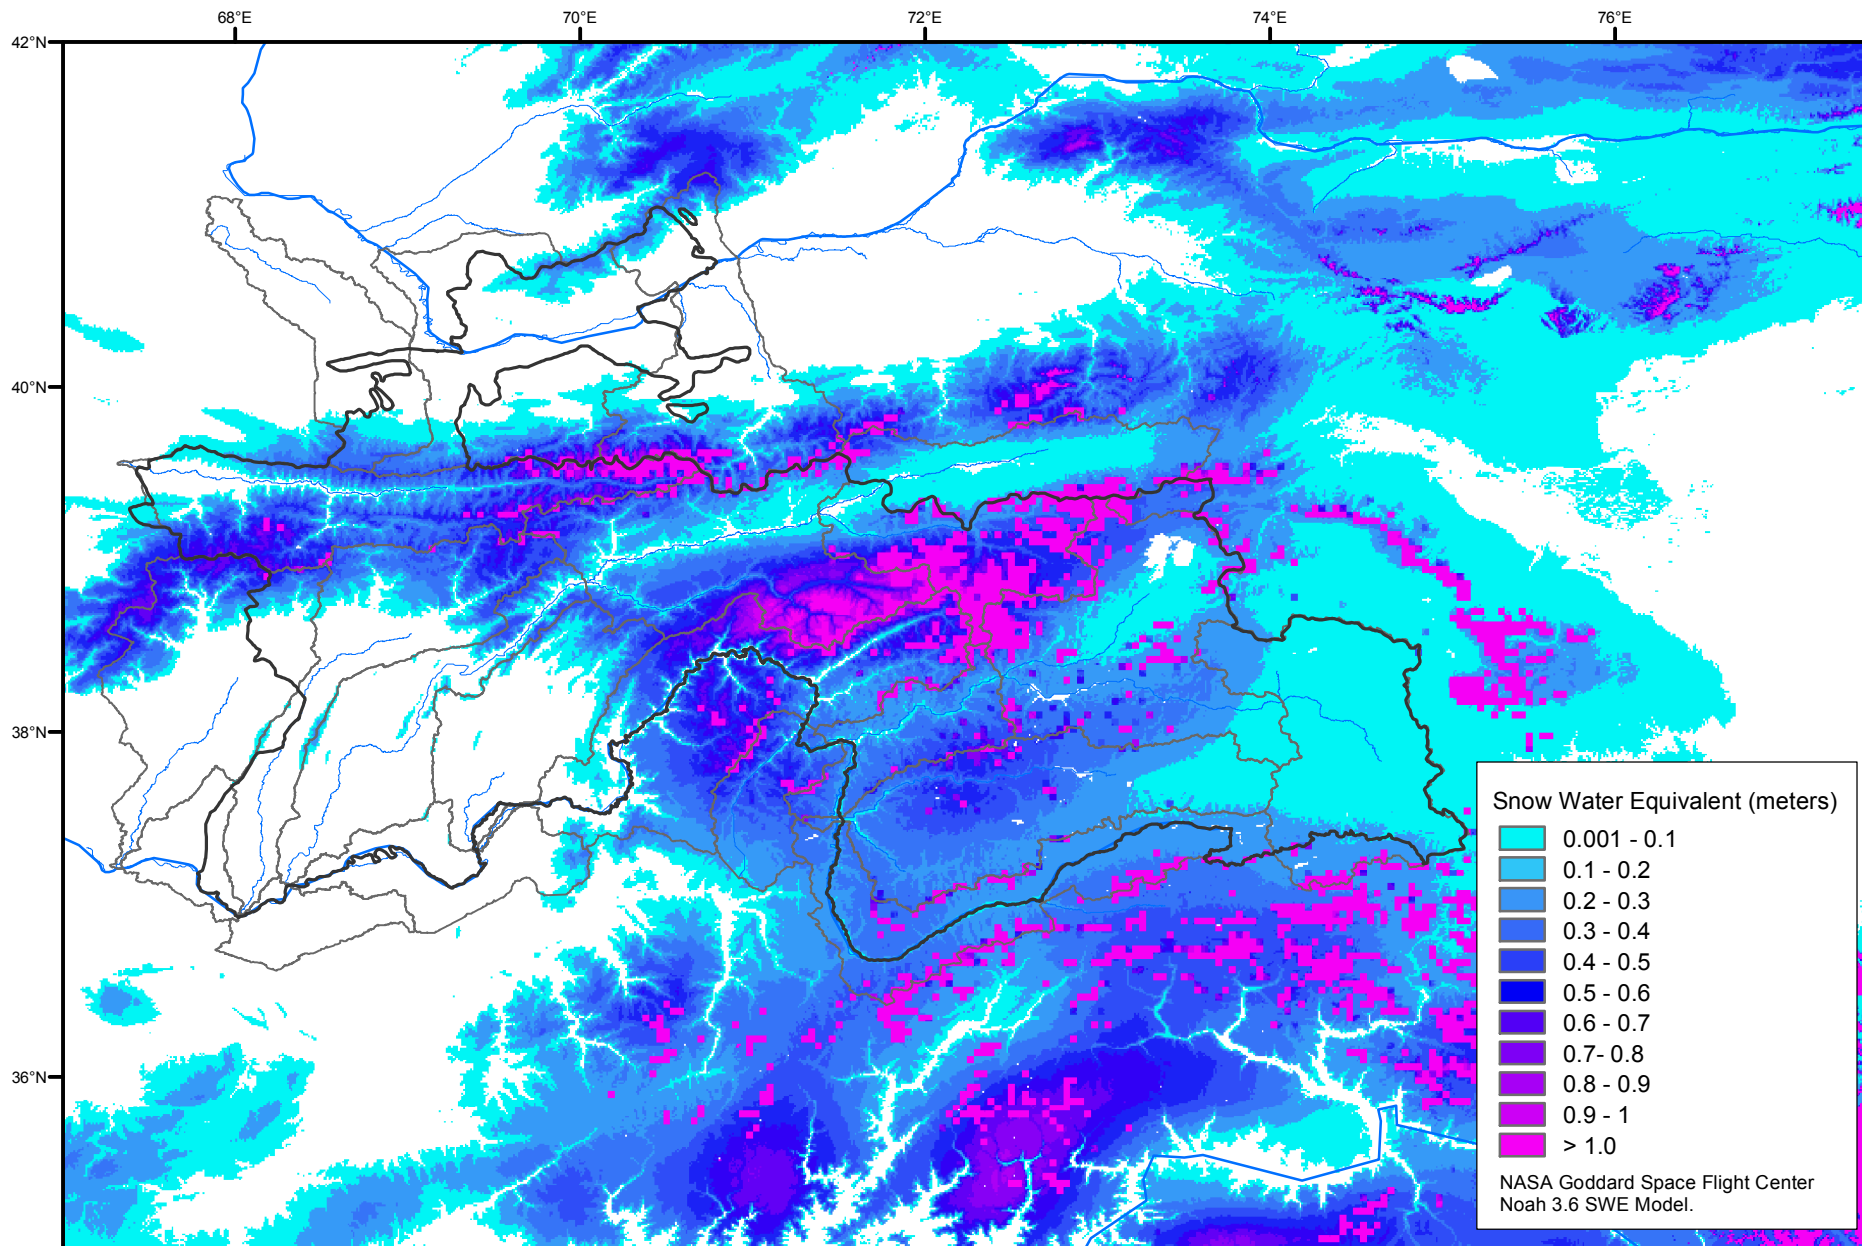 68°E
70°E
72°E
74°E
76°E
42°N
40°N
38°N
36°N
Snow Water Equivalent (meters)
0.001 - 0.1
0.1 - 0.2
0.2 - 0.3
0.3 - 0.4
0.4 - 0.5
0.5 - 0.6
0.6 - 0.7
0.7- 0.8
0.8 - 0.9
0.9 - 1
> 1.0
NASA Goddard Space Flight Center
Noah 3.6 SWE Model.